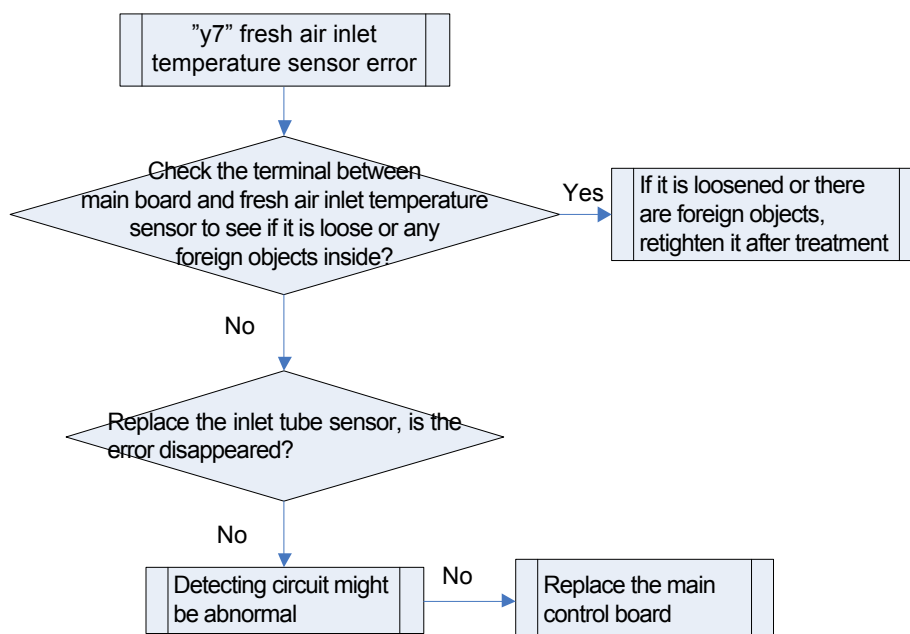 ”y7” fresh air inlet
temperature sensor error
Check the terminal between
main board and fresh air inlet temperature
sensor to see if it is loose or any
foreign objects inside?
Yes
If it is loosened or there
are foreign objects,
retighten it after treatment
No
Replace the inlet tube sensor, is the
error disappeared?
No
Detecting circuit might
be abnormal
No
Replace the main
control board